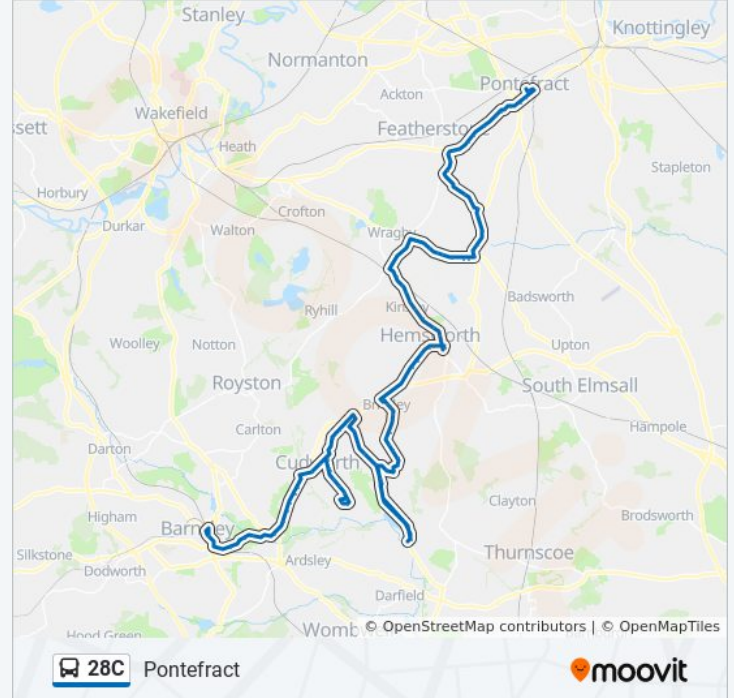 Stanley
Knottingley
Normanton
Pontefract
Ackton
Wakefield
Featherstone
Heath
Stapleton
Horbury
Crofton
Durkar
Walton
Wragby
Badsworth
Ryhill
Kinsley
Hemsworth
Woolley
Notton
Upton
Royston
South Elmsall
Brierley
Carlton
Hampole
Darton
Cudworth
Clayton
Higham
Barnsley
Brodsworth
Silkstone
Ardsley
Thurnscoe
Dodworth
Darfield
Hood Green
Wombwell
© OpenStreetMap contributors | © OpenMapTiles
28C Pontefract
moovit